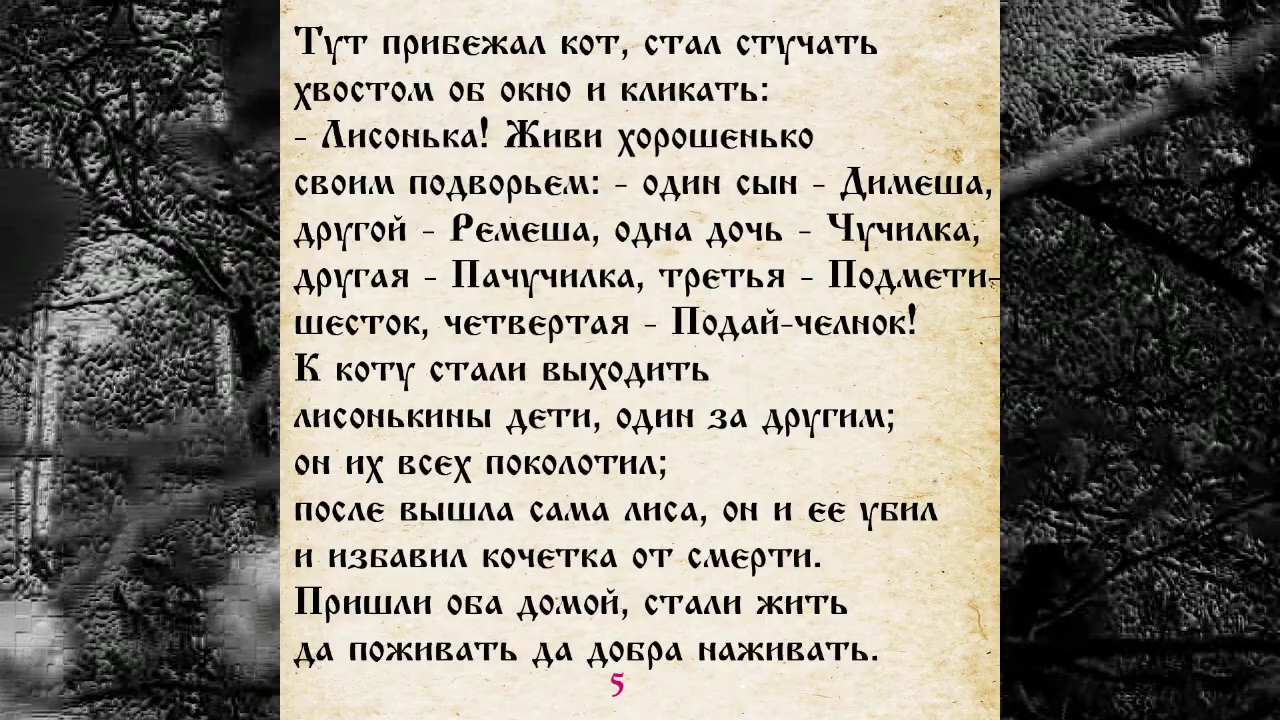 Тут прибежал кот, стал стучать
хвостом об окно и кликать:
- Лисонька! Живи хорошенько
своим подворьем: - один сын - Димеша,
другой - Ремеша, одна дочь - Чучилка,
другая - Пачучилка, третья - Подмети-
шесток, четвертая - Подай-челнок!
К коту стали выходить
лисонькины дети, один за другим;
он их всех поколотил;
после вышла сама лиса, он и ее убил
и избавил кочетка от смерти.
Пришли оба домой, стали жить
да поживать да добра наживать.
5